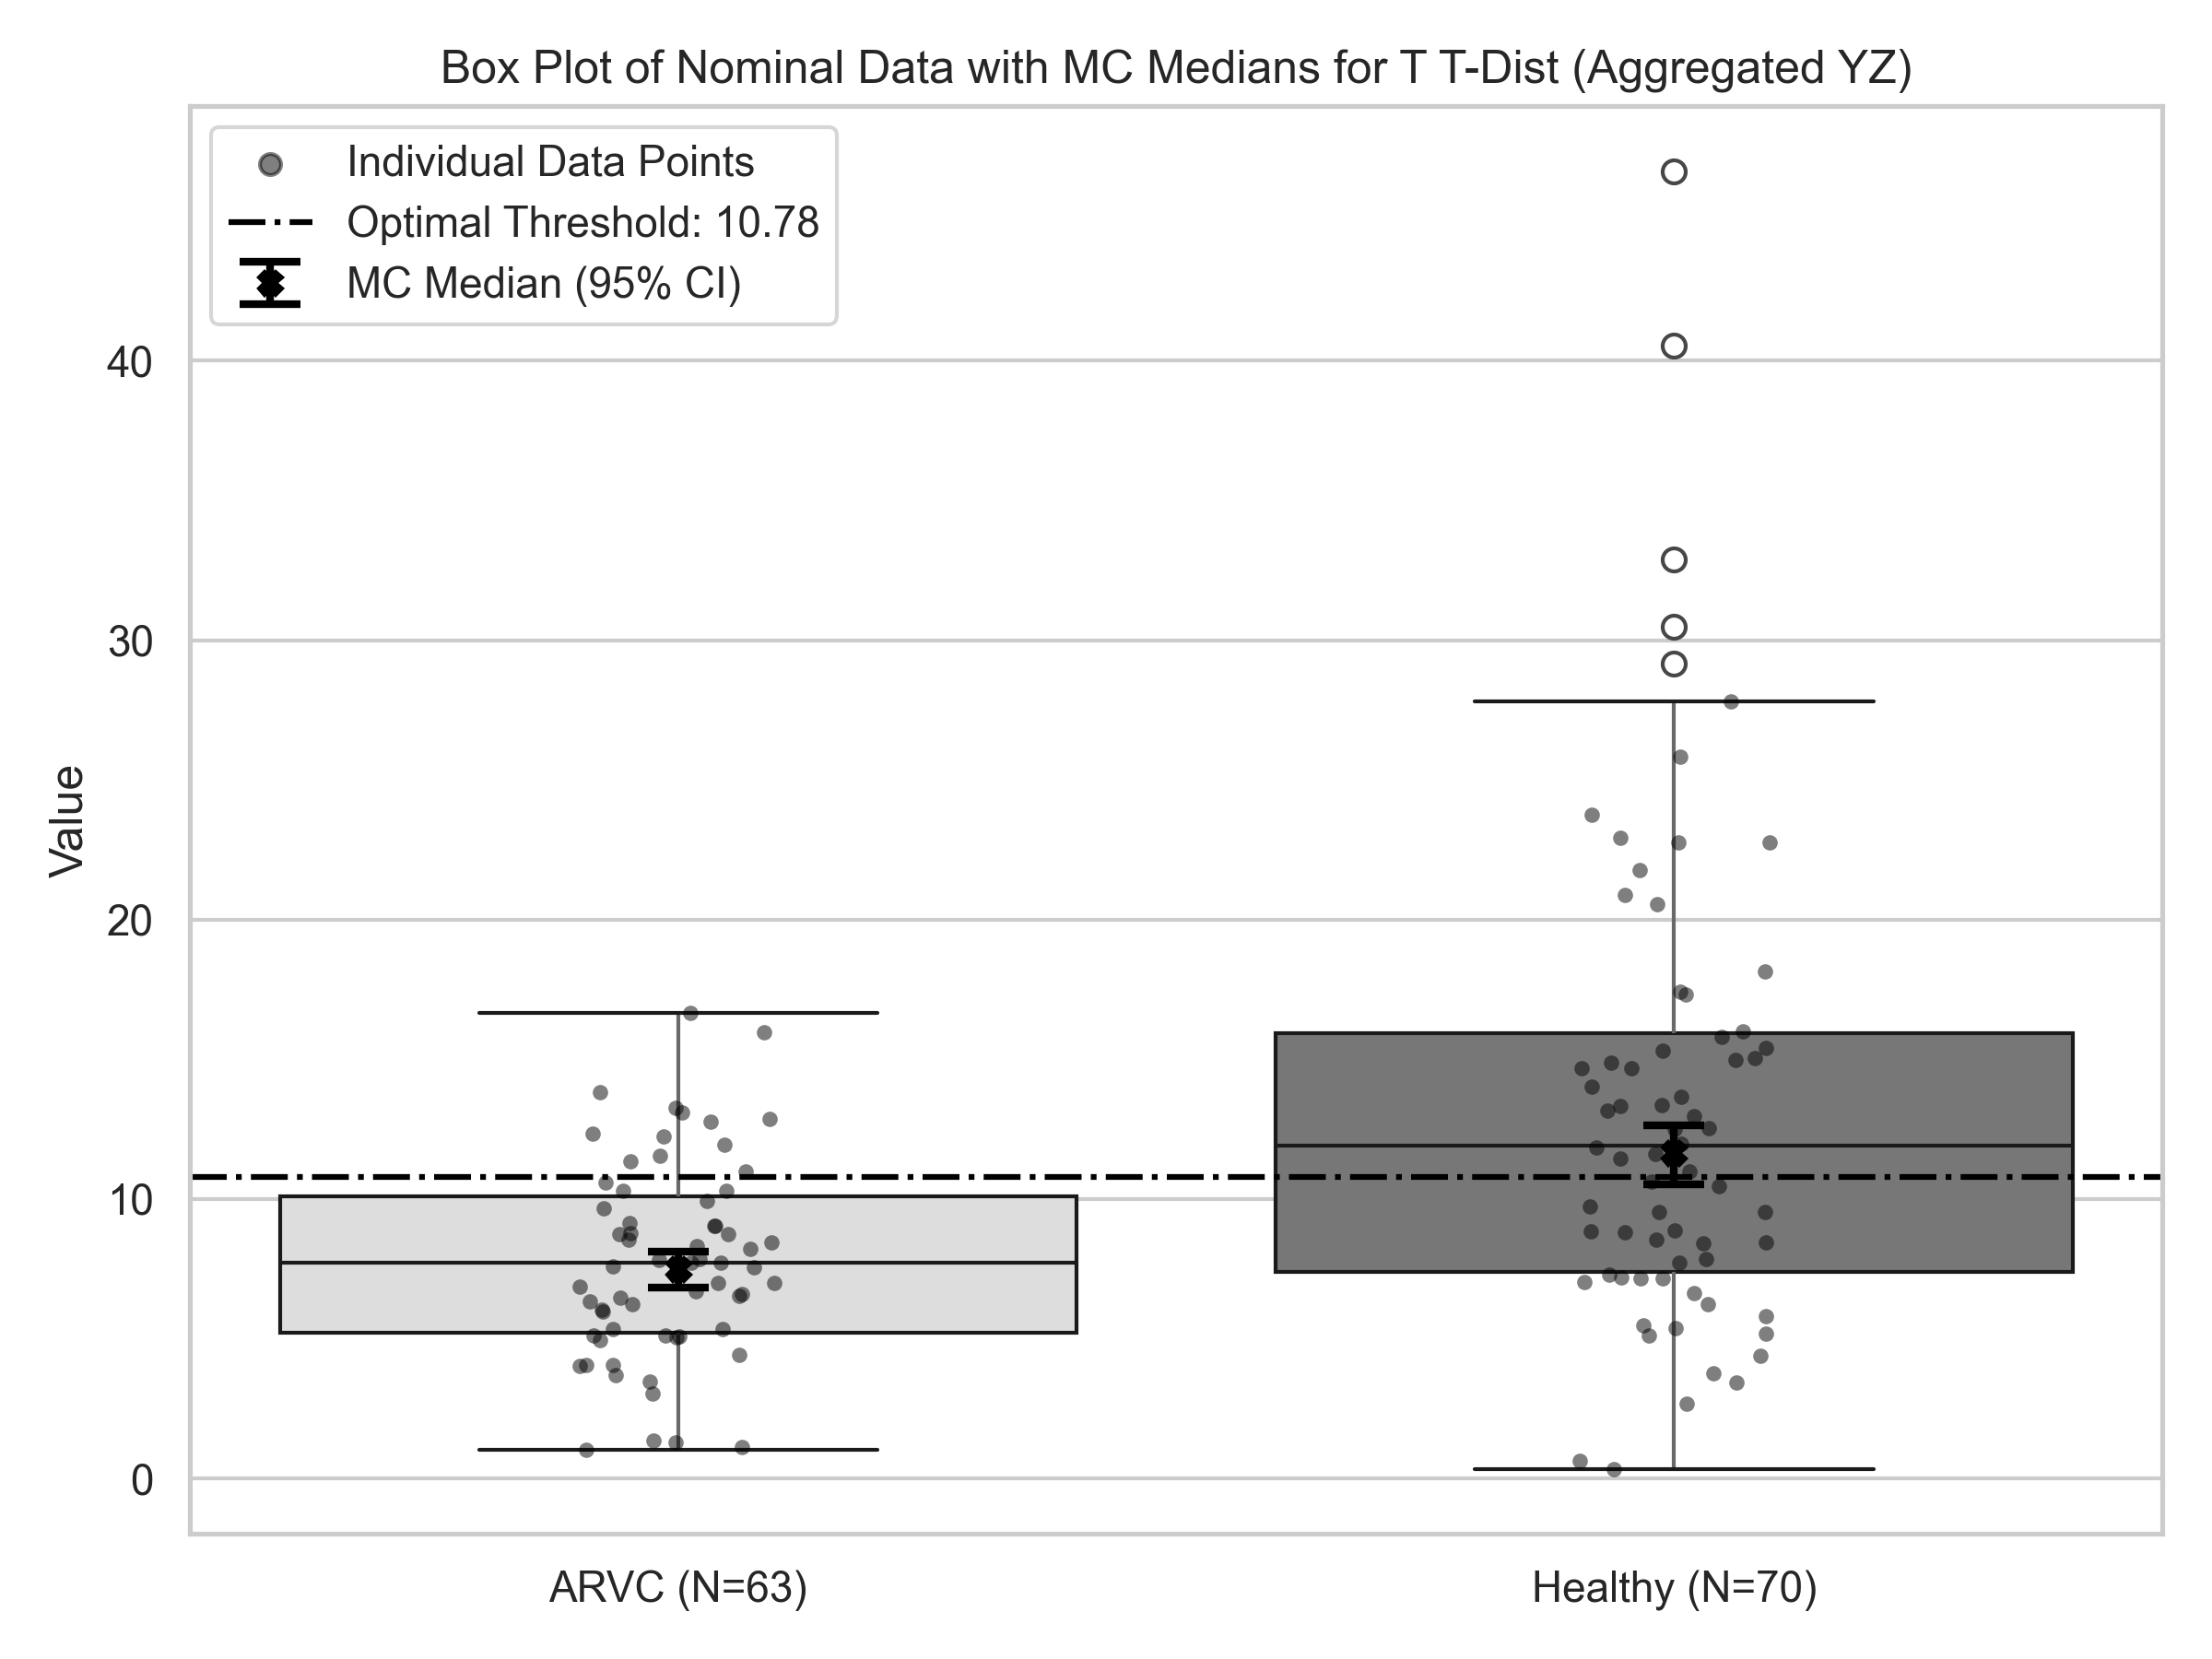 Box Plot of Nominal Data with MC Medians for T T-Dist (Aggregated YZ)
Individual Data Points
Optimal Threshold: 10.78
MC Median (95% CI)
40
30
20
10
0
Value
ARVC (N=63)
Healthy (N=70)